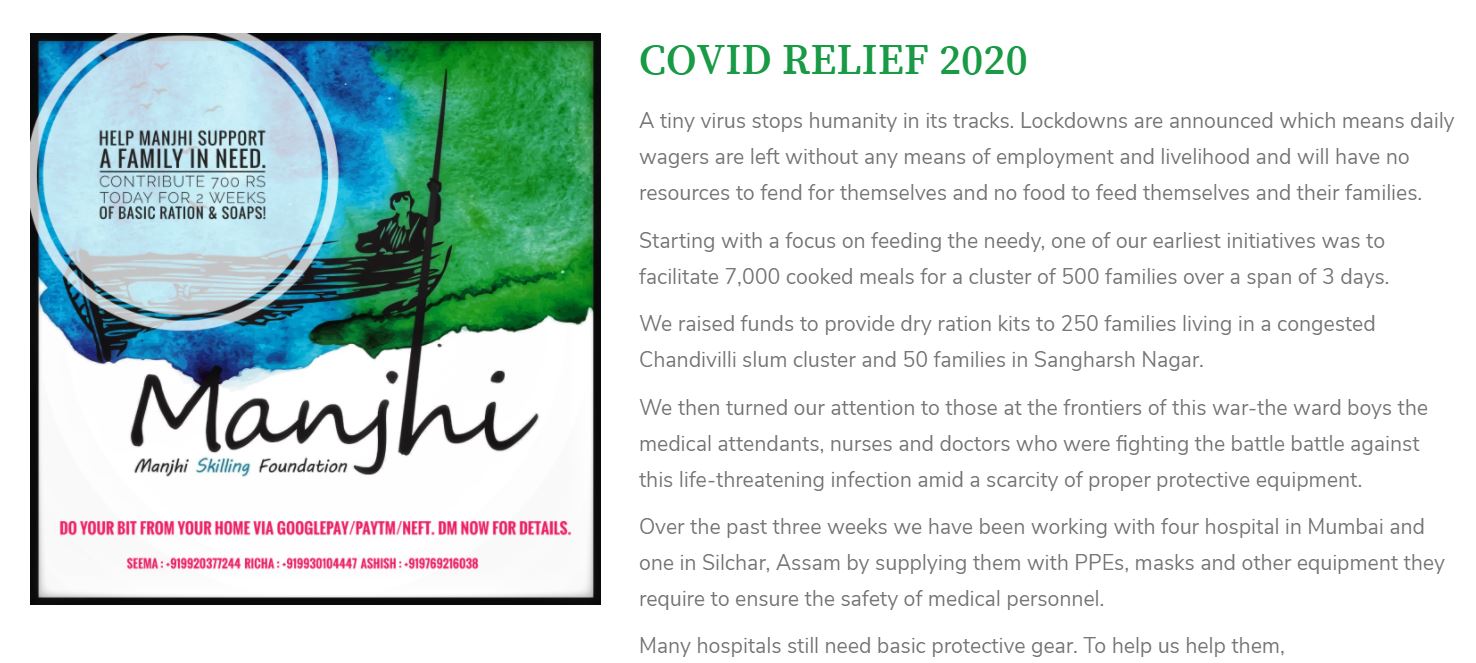 HELP MANJHI SUPPORT
A FAMILY IN NEED.
CONTRIBUTE 700 RS
TODAY FOR 2 WEEKS
OF BASIC RATION & SOAPS!
Manjhi
Manjhi Skilling Foundation
DO YOUR BIT FROM YOUR HOME VIA GOOGLEPAY/PAYTM/NEFT. DM NOW FOR DETAILS.
SEEMA : +919920377244 RICHA : +919930104447 ASHISH : +919769216038
COVID RELIEF 2020
A tiny virus stops humanity in its tracks. Lockdowns are announced which means daily
wagers are left without any means of employment and livelihood and will have no
resources to fend for themselves and no food to feed themselves and their families.
Starting with a focus on feeding the needy, one of our earliest initiatives was to
facilitate 7,000 cooked meals for a cluster of 500 families over a span of 3 days.
We raised funds to provide dry ration kits to 250 families living in a congested
Chandivilli slum cluster and 50 families in Sangharsh Nagar.
We then turned our attention to those at the frontiers of this war-the ward boys the
medical attendants, nurses and doctors who were fighting the battle battle against
this life-threatening infection amid a scarcity of proper protective equipment.
Over the past three weeks we have been working with four hospital in Mumbai and
one in Silchar, Assam by supplying them with PPEs, masks and other equipment they
require to ensure the safety of medical personnel.
Many hospitals still need basic protective gear. To help us help them,